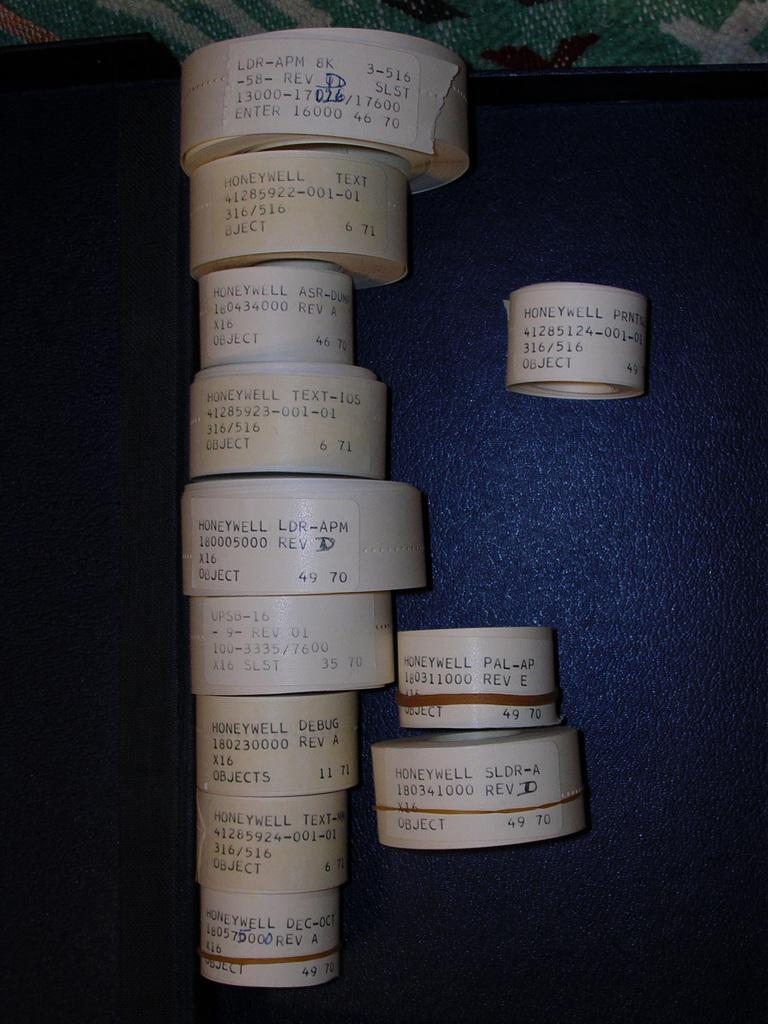 LDR-APM 8K 3-516
-58- REV D SLST
13000-17026/17600
ENTER 16000 46 70
HONEYWELL TEXT
41285922-001-01
316/516
BJECT 6 71
HONEYWELL ASR-DUM
180434000 REV A
X16
OBJECT 46 70
HONEYWELL TEXT-IOS
41285923-001-01
316/516
OBJECT 6 71
HONEYWELL LDR-APM
180005000 REV D
X16
OBJECT 49 70
UPSB-16
- 9- REV 01
100-3335/7600
X16 SLST 35 70
HONEYWELL DEBUG
180230000 REV A
X16
OBJECTS 11 71
HONEYWELL TEXT-
41285924-001-01
316/516
OBJECT 6 71
HONEYWELL DEC-OCT
180575000 REV A
X16
OBJECT 49 70
HONEYWELL PRNT
41285124-001-01
316/516
OBJECT 49
HONEYWELL PAL-AP
180311000 REV E
X16
OBJECT 49 70
HONEYWELL SLDR-A
180341000 REV D
X16
OBJECT 49 70